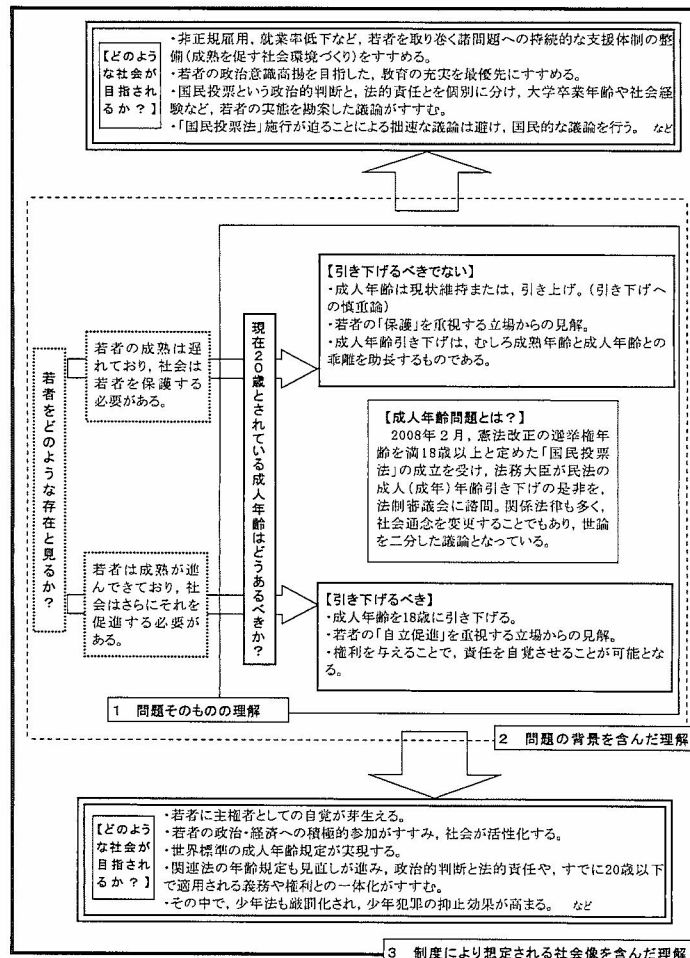 【どのよう
な社会が
目指され
るか？】
・非正規雇用，就業率低下など，若者を取り巻く諸問題への持続的な支援体制の整
備(成熟を促す社会環境づくり)をすすめる。
・若者の政治意識高揚を目指した，教育の充実を最優先にすすめる。
・国民投票という政治的判断と，法的責任とを個別に分け，大学卒業年齢や社会経
験など，若者の実態を勘案した議論がすすむ。
・「国民投票法」施行が迫ることによる拙速な議論は避け，国民的な議論を行う。　など
若者をどのような存在と見るか？
若者の成熟は遅
れており，社会は
若者を保護する
必要がある。
若者は成熟が進
んできており，社
会はさらにそれを
促進する必要が
ある。
現在２０歳とされている成人年齢はどうあるべきか？
【引き下げるべきでない】
・成人年齢は現状維持または，引き上げ。（引き下げへ
の慎重論）
・若者の「保護」を重視する立場からの見解。
・成人年齢引き下げは，むしろ成熟年齢と成人年齢との
乖離を助長するものである。
【成人年齢問題とは？】
2008年２月，憲法改正の選挙権年
齢を満18歳以上と定めた「国民投票
法」の成立を受け，法務大臣が民法の
成人（成年）年齢引き下げの是非を，
法制審議会に諮問。関係法律も多く，
社会通念を変更することでもあり，世論
を二分した議論となっている。
【引き下げるべき】
・成人年齢を18歳に引き下げる。
・若者の「自立促進」を重視する立場からの見解。
・権利を与えることで，責任を自覚させることが可能とな
る。
１　問題そのものの理解
２　問題の背景を含んだ理解
【どのよう
な社会が
目指され
るか？】
・若者に主権者としての自覚が芽生える。
・若者の政治・経済への積極的参加がすすみ，社会が活性化する。
・世界標準の成人年齢規定が実現する。
・関連法の年齢規定も見直しが進み，政治的判断と法的責任や，すでに20歳以下
で適用される義務や権利との一体化がすすむ。
・その中で，少年法も厳罰化され，少年犯罪の抑止効果が高まる。　など
３　制度により想定される社会像を含んだ理解